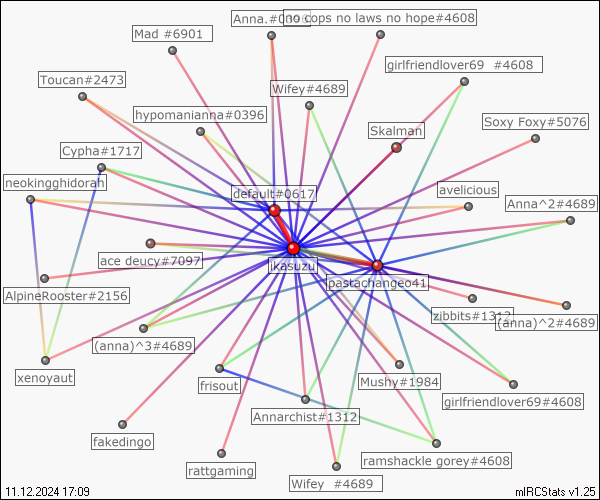 Anna.#0396
no cops no laws no hope#4608
Mad #6901
girlfriendlover69 #4608
Toucan#2473
Wifey#4689
hypomanianna#0396
Skalman
Soxy Foxy#5076
Cypha#1717
neokingghidorah
default#0617
avelicious
Anna^2#4689
ace deucy#7097
ikasuzu
pastachangeo41
AlpineRooster#2156
zibbits#1312
(anna)^2#4689
(anna)^3#4689
xenoyaut
frisout
Mushy#1984
girlfriendlover69#4608
Annarchist#1312
fakedingo
ramshackle gorey#4608
rattgaming
Wifey #4689
11.12.2024 17:09
mIRCStats v1.25